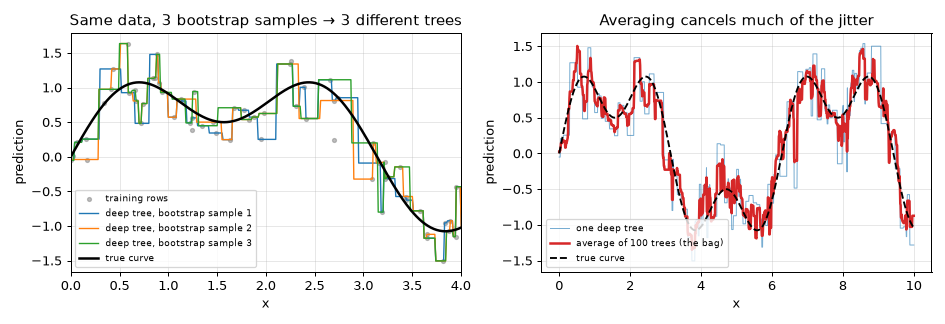 Same data, 3 bootstrap samples → 3 different trees
prediction
1.5
1.0
0.5
0.0
−0.5
−1.0
−1.5
training rows
deep tree, bootstrap sample 1
deep tree, bootstrap sample 2
deep tree, bootstrap sample 3
true curve
0.0 0.5 1.0 1.5 2.0 2.5 3.0 3.5 4.0
x
Averaging cancels much of the jitter
prediction
1.5
1.0
0.5
0.0
−0.5
−1.0
−1.5
one deep tree
average of 100 trees (the bag)
true curve
0 2 4 6 8 10
x